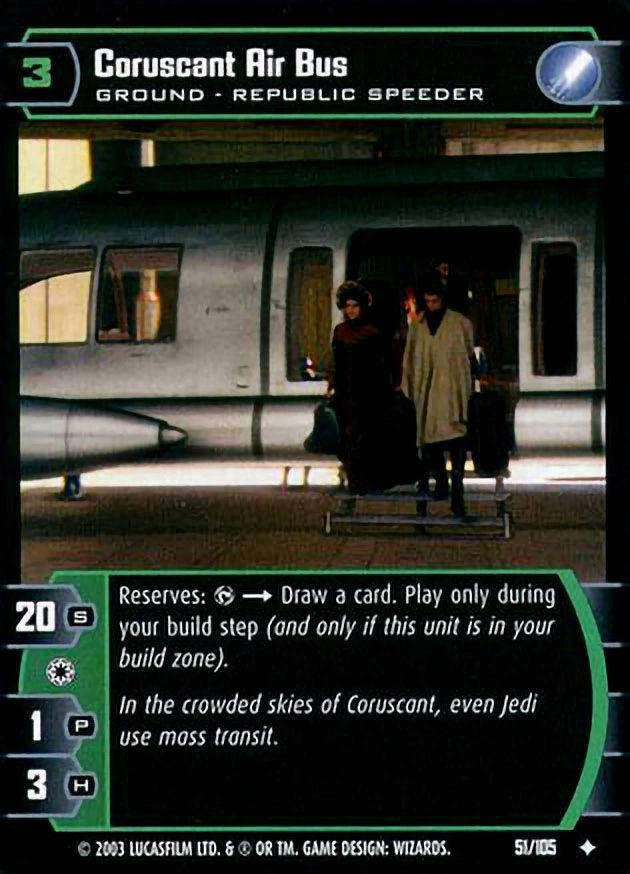 3
Coruscant Air Bus
GROUND - REPUBLIC SPEEDER
Reserves: → Draw a card. Play only during
your build step (and only if this unit is in your
build zone).
In the crowded skies of Coruscant, even Jedi
use mass transit.
20 S
1 P
3 H
© 2003 LUCASFILM LTD. & ® OR TM. GAME DESIGN: WIZARDS.
51/105